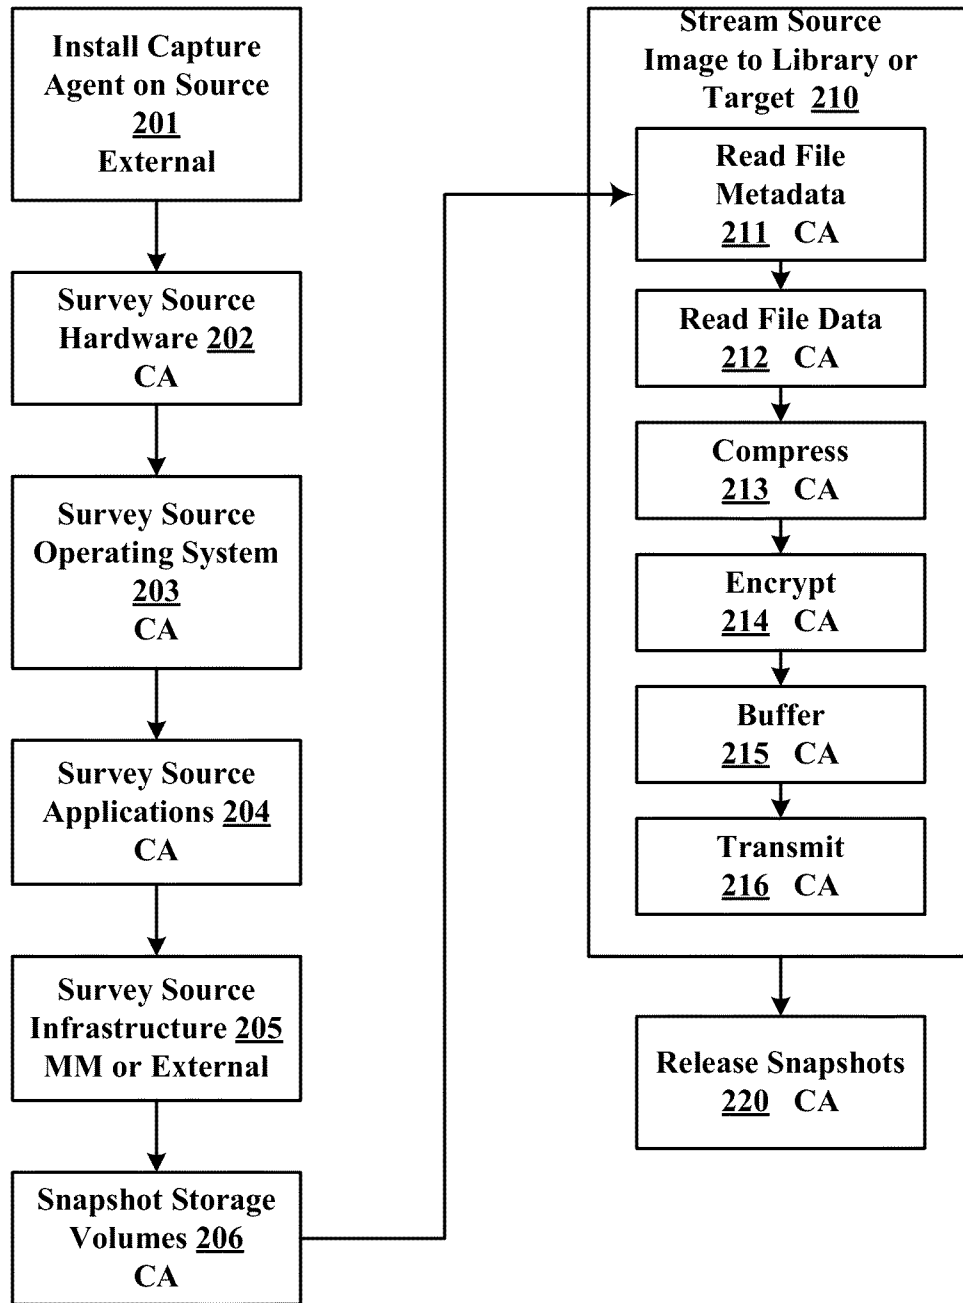 Install Capture
Agent on Source
201
External
Survey Source
Hardware 202
CA
Survey Source
Operating System
203
CA
Survey Source
Applications 204
CA
Survey Source
Infrastructure 205
MM or External
Snapshot Storage
Volumes 206
CA
Stream Source
Image to Library or
Target 210
Read File
Metadata
211 CA
Read File Data
212 CA
Compress
213 CA
Encrypt
214 CA
Buffer
215 CA
Transmit
216 CA
Release Snapshots
220 CA